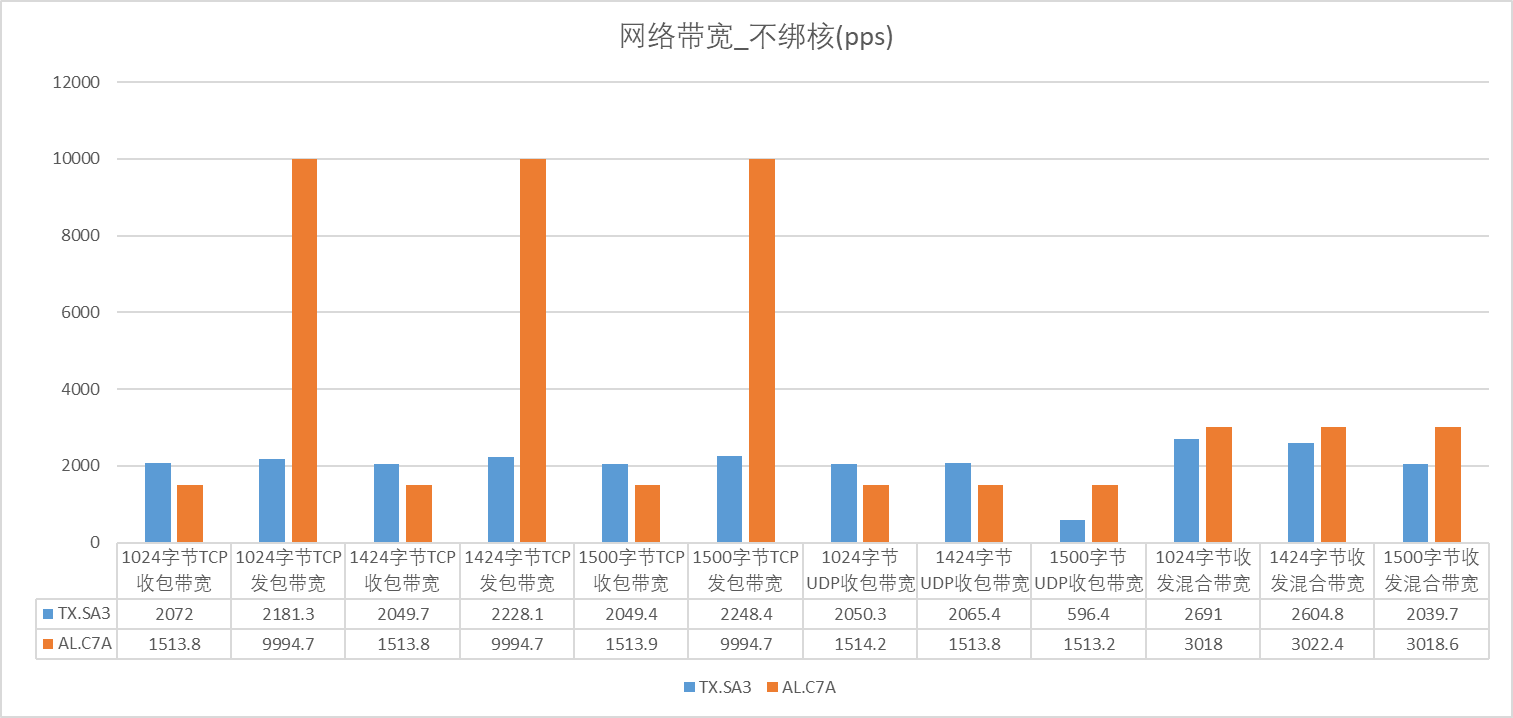 网络带宽_不绑核(pps)
12000
10000
8000
6000
4000
2000
0
1024字节TCP收包带宽 1024字节TCP发包带宽 1424字节TCP收包带宽 1424字节TCP发包带宽 1500字节TCP收包带宽 1500字节TCP发包带宽 1024字节UDP收包带宽 1424字节UDP收包带宽 1500字节UDP收包带宽 1024字节收发混合带宽 1424字节收发混合带宽 1500字节收发混合带宽
TX.SA3 2072 2181.3 2049.7 2228.1 2049.4 2248.4 2050.3 2065.4 596.4 2691 2604.8 2039.7
AL.C7A 1513.8 9994.7 1513.8 9994.7 1513.9 9994.7 1514.2 1513.8 1513.2 3018 3022.4 3018.6
TX.SA3 AL.C7A